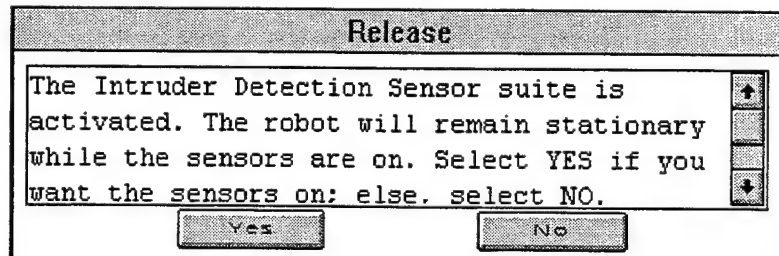 Release
The Intruder Detection Sensor suite is
activated. The robot will remain stationary
while the sensors are on. Select YES if you
want the sensors on; else, select NO.
Yes No